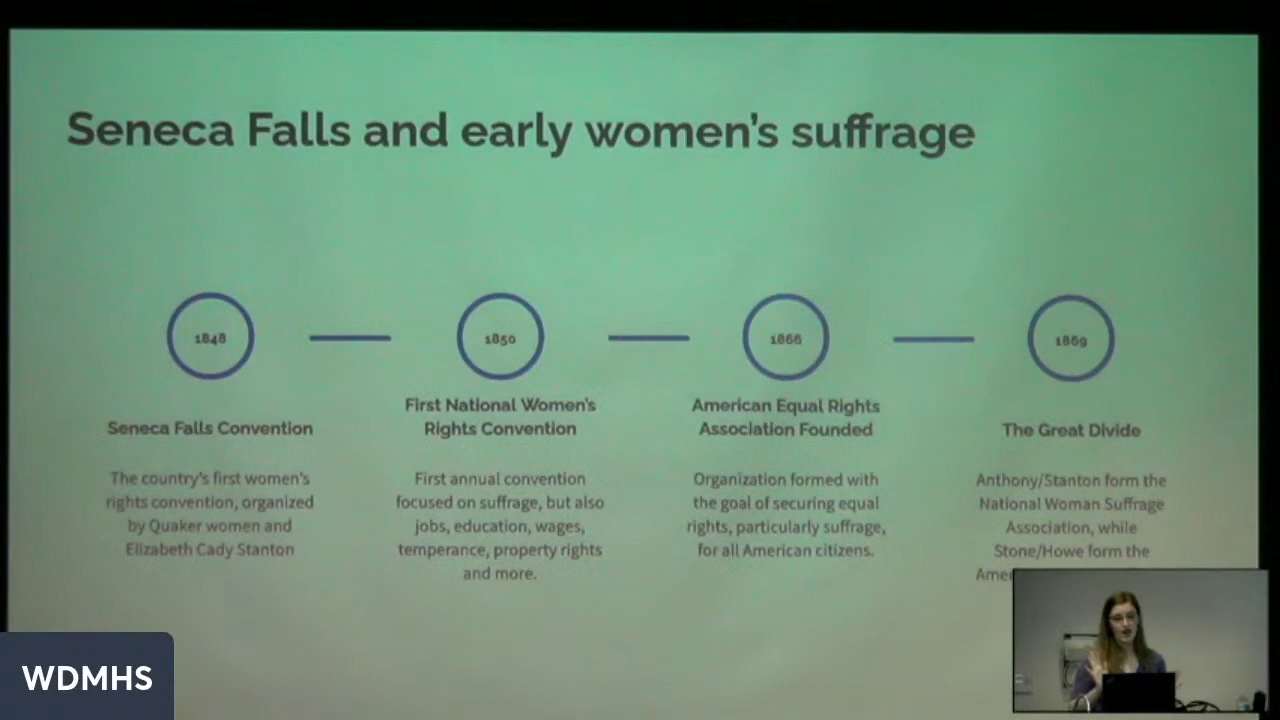 Seneca Falls and early women's suffrage
1848
1850
1866
1869
Seneca Falls Convention
The country's first women's
rights convention, organized
by Quaker women and
Elizabeth Cady Stanton
First National Women's
Rights Convention
First annual convention
focused on suffrage, but also
jobs, education, wages,
temperance, property rights
and more.
American Equal Rights
Association Founded
Organization formed with
the goal of securing equal
rights, particularly suffrage,
for all American citizens.
The Great Divide
Anthony/Stanton form the
National Woman Suffrage
Association, while
Stone/Howe form the
WDMHS